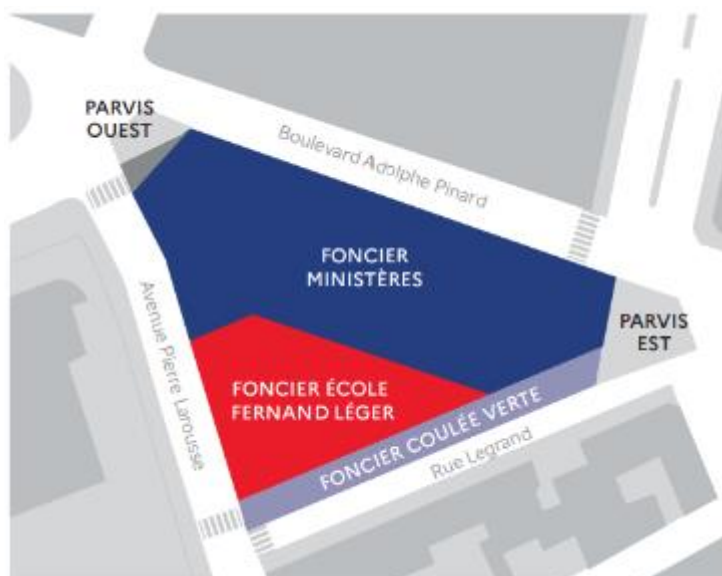 PARVIS
OUEST
Boulevard Adolphe Pinard
FONCIER
MINISTÈRES
PARVIS
EST
Avenue Pierre Larousse
FONCIER ÉCOLE
FERNAND LÉGER
FONCIER COULÉE VERTE
Rue Legrand